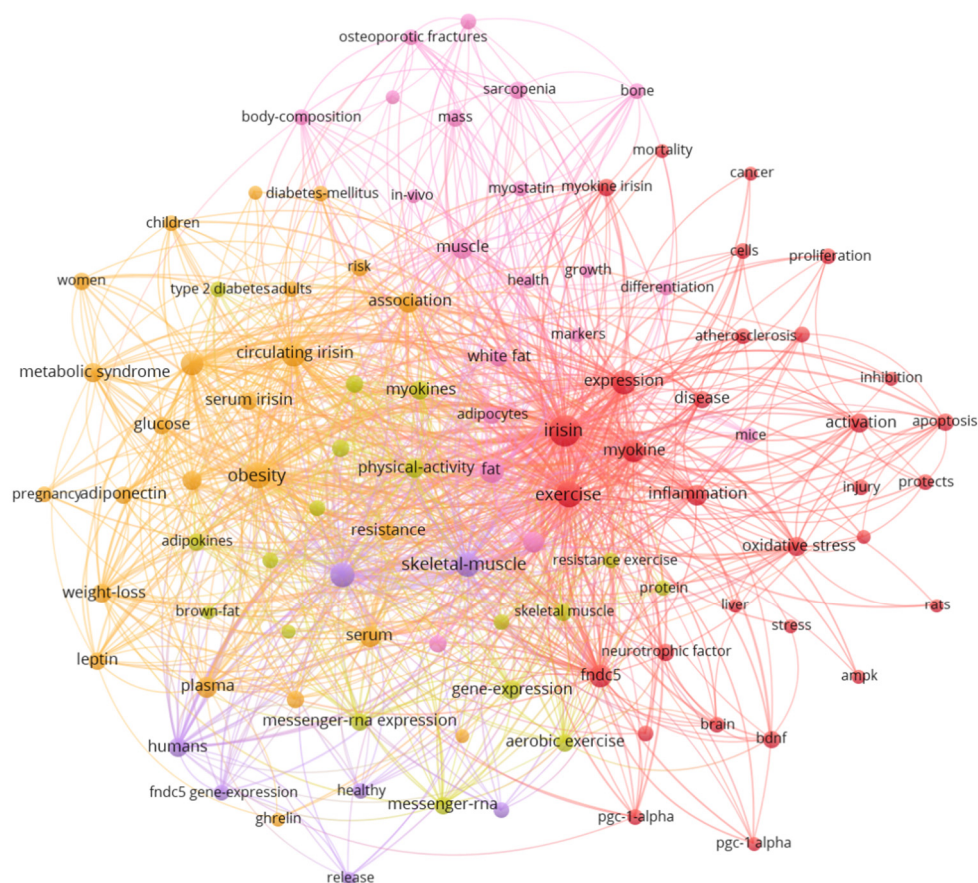 osteoporotic fractures
sarcopenia
bone
body-composition
mass
mortality
cancer
diabetes-mellitus
in-vivo
myostatin
myokine irisin
children
muscle
cells
proliferation
women
type 2 diabetes
adults
risk
health
growth
differentiation
association
markers
atherosclerosis
metabolic syndrome
circulating irisin
white fat
expression
inhibition
serum irisin
myokines
disease
glucose
adipocytes
irisin
activation
apoptosis
myokine
mice
obesity
physical-activity
fat
pregnancy
adiponectin
exercise
inflammation
injury
protects
resistance
adipokines
skeletal-muscle
resistance exercise
oxidative stress
weight-loss
brown-fat
skeletal muscle
protein
liver
rats
serum
stress
leptin
neurotrophic factor
plasma
gene-expression
fndc5
ampk
messenger-rna expression
brain
humans
aerobic exercise
bdnf
fndc5 gene-expression
healthy
messenger-rna
ghrelin
pgc-1-alpha
pgc-1 alpha
release